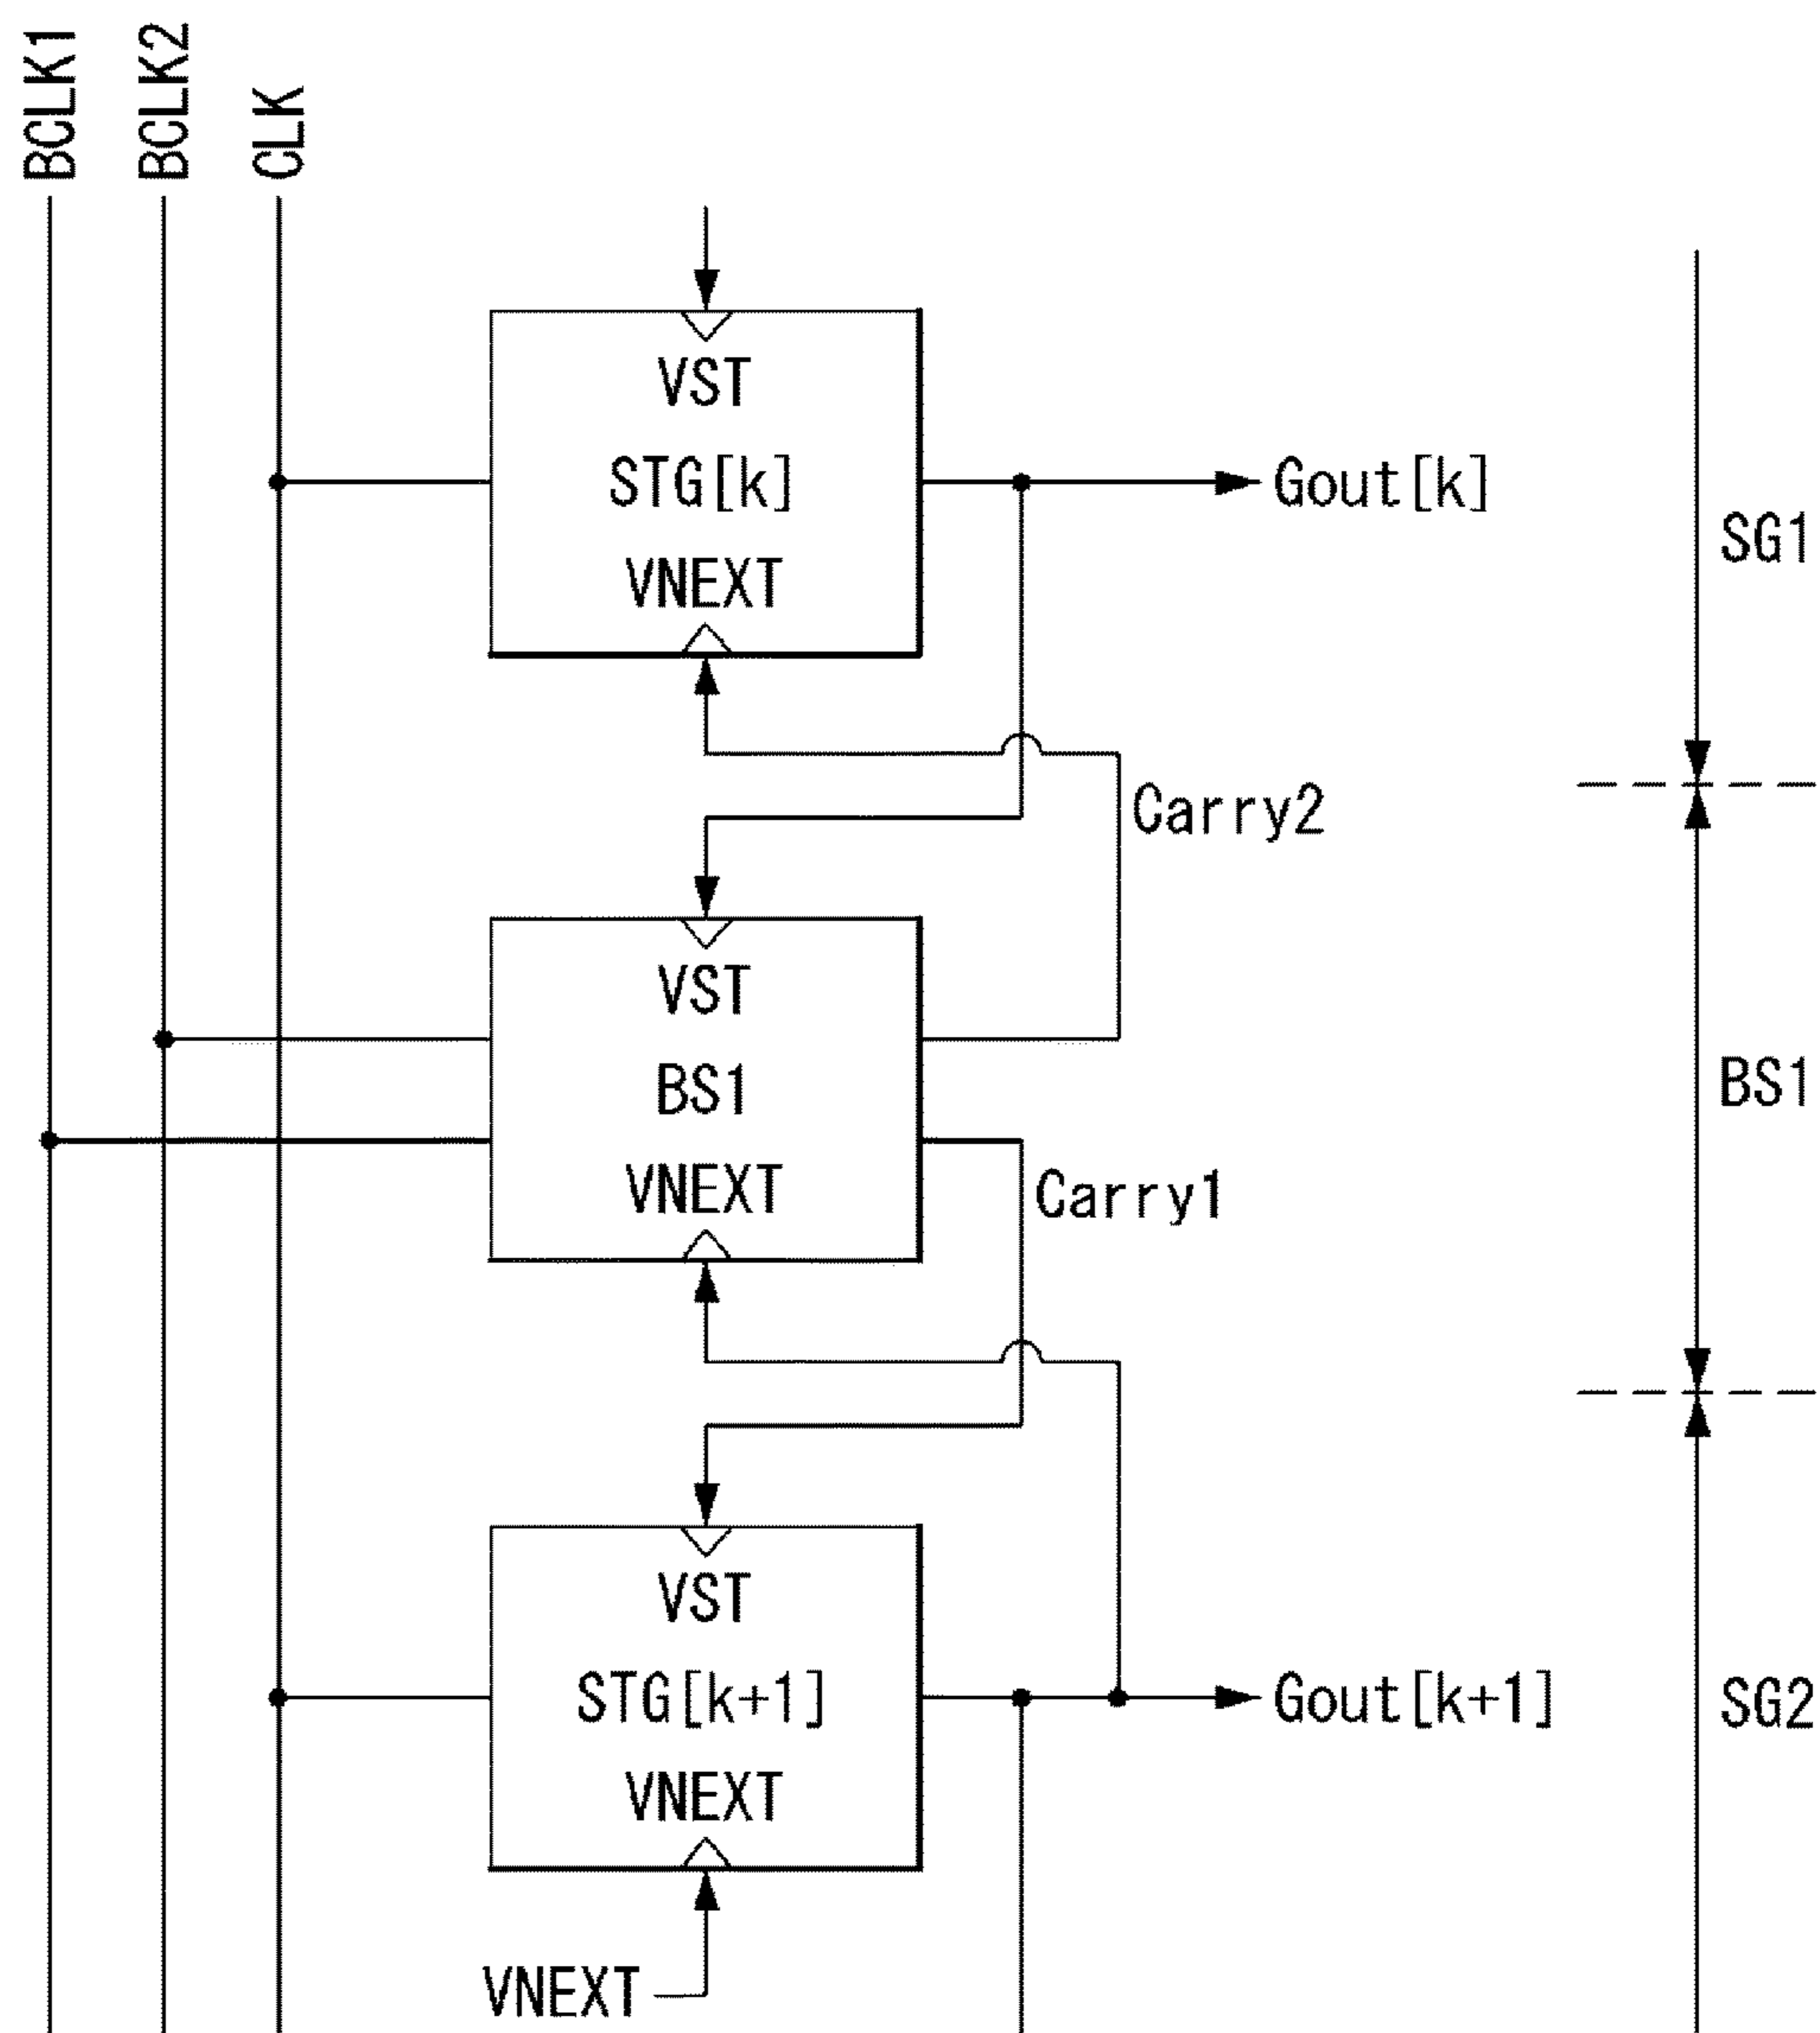 BCLK1
BCLK2
CLK
VST
STG[k]
VNEXT
Gout[k]
SG1
Carry2
VST
BS1
VNEXT
BS1
Carry1
VST
STG[k+1]
VNEXT
Gout[k+1]
SG2
VNEXT